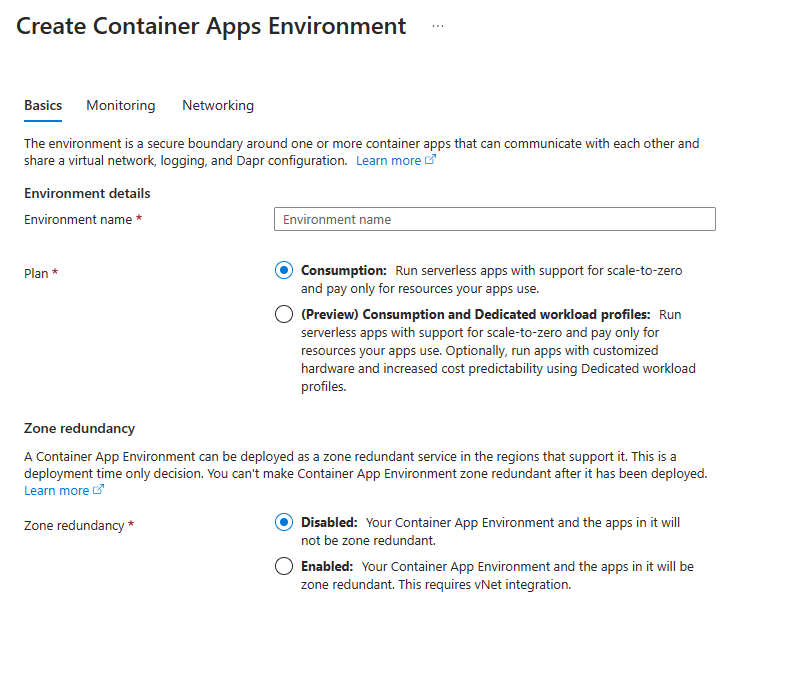 Create Container Apps Environment ...
Basics Monitoring Networking
The environment is a secure boundary around one or more container apps that can communicate with each other and
share a virtual network, logging, and Dapr configuration. Learn more
Environment details
Environment name * Environment name
Plan * Consumption: Run serverless apps with support for scale-to-zero
and pay only for resources your apps use.
(Preview) Consumption and Dedicated workload profiles: Run
serverless apps with support for scale-to-zero and pay only for
resources your apps use. Optionally, run apps with customized
hardware and increased cost predictability using Dedicated workload
profiles.
Zone redundancy
A Container App Environment can be deployed as a zone redundant service in the regions that support it. This is a
deployment time only decision. You can't make Container App Environment zone redundant after it has been deployed.
Learn more
Zone redundancy * Disabled: Your Container App Environment and the apps in it will
not be zone redundant.
Enabled: Your Container App Environment and the apps in it will be
zone redundant. This requires vNet integration.